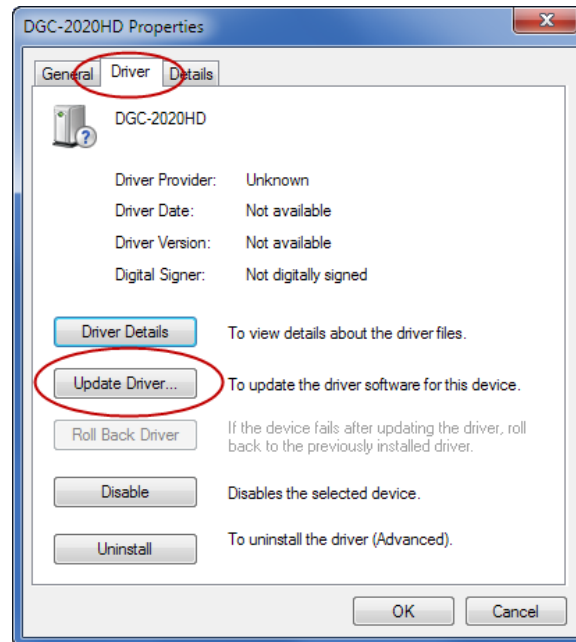 DGC-2020HD Properties
General Driver Details
DGC-2020HD
Driver Provider: Unknown
Driver Date: Not available
Driver Version: Not available
Digital Signer: Not digitally signed
Driver Details To view details about the driver files.
Update Driver... To update the driver software for this device.
Roll Back Driver If the device fails after updating the driver, roll
back to the previously installed driver.
Disable Disables the selected device.
Uninstall To uninstall the driver (Advanced).
OK Cancel